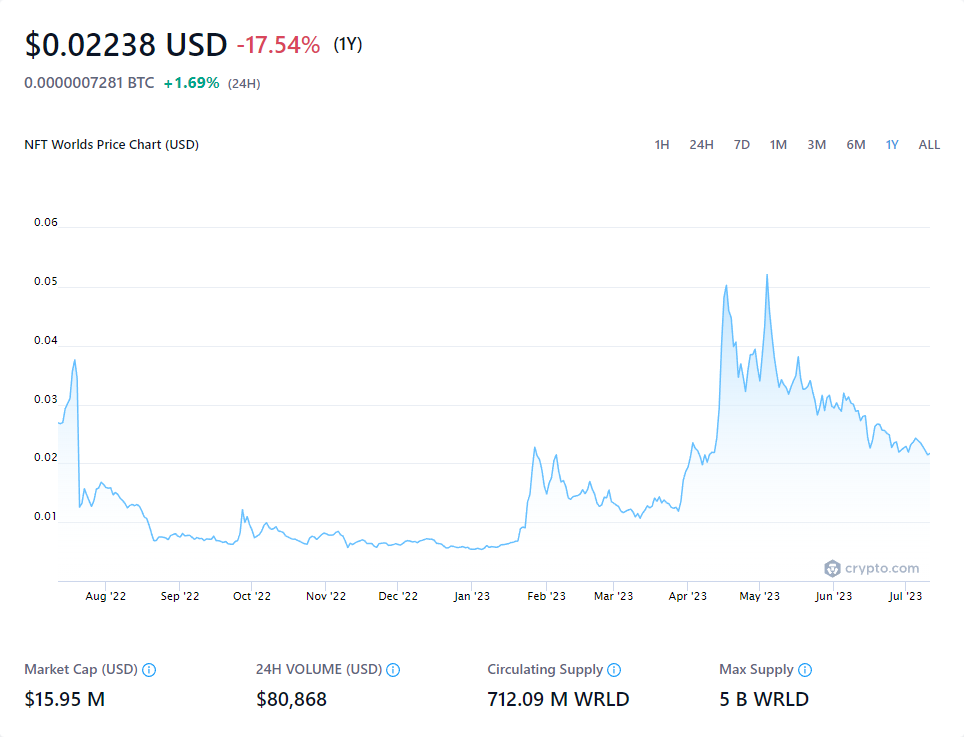 $0.02238 USD -17.54% (1Y)
0.0000007281 BTC +1.69% (24H)
NFT Worlds Price Chart (USD) 1H 24H 7D 1M 3M 6M 1Y ALL
0.06
0.05
0.04
0.03
0.02
0.01
crypto.com
Aug '22 Sep '22 Oct '22 Nov '22 Dec '22 Jan '23 Feb '23 Mar '23 Apr '23 May '23 Jun '23 Jul '23
Market Cap (USD) 24H VOLUME (USD) Circulating Supply Max Supply
$15.95 M $80,868 712.09 M WRLD 5 B WRLD